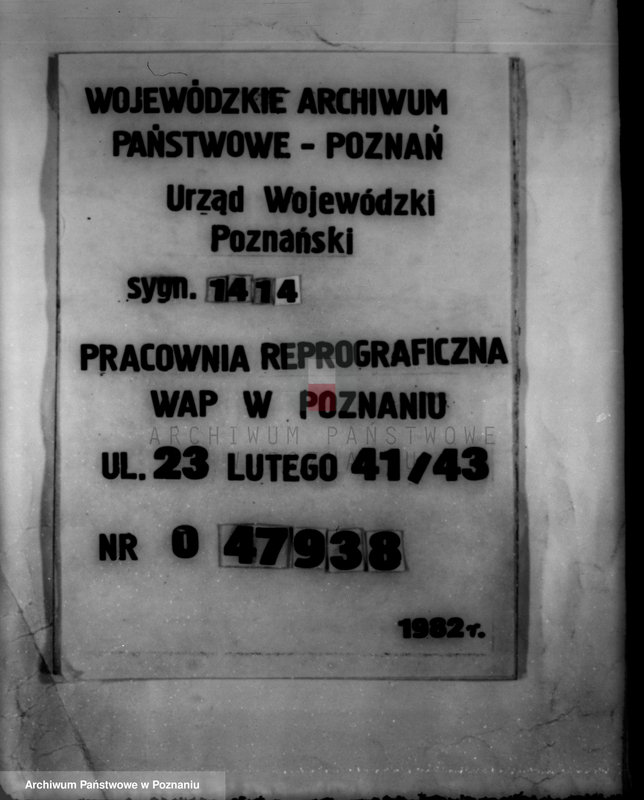 WOJEWÓDZKIE ARCHIWUM
PAŃSTWOWE - POZNAŃ
Urząd Wojewódzki
Poznański
sygn. 1414
PRACOWNIA REPROGRAFICZNA
WAP W POZNANIU
ARCHIWUM PAŃSTWOWE
UL. 23 LUTEGO 41/43
NR O 47938
1982 r.
Archiwum Państwowe w Poznaniu